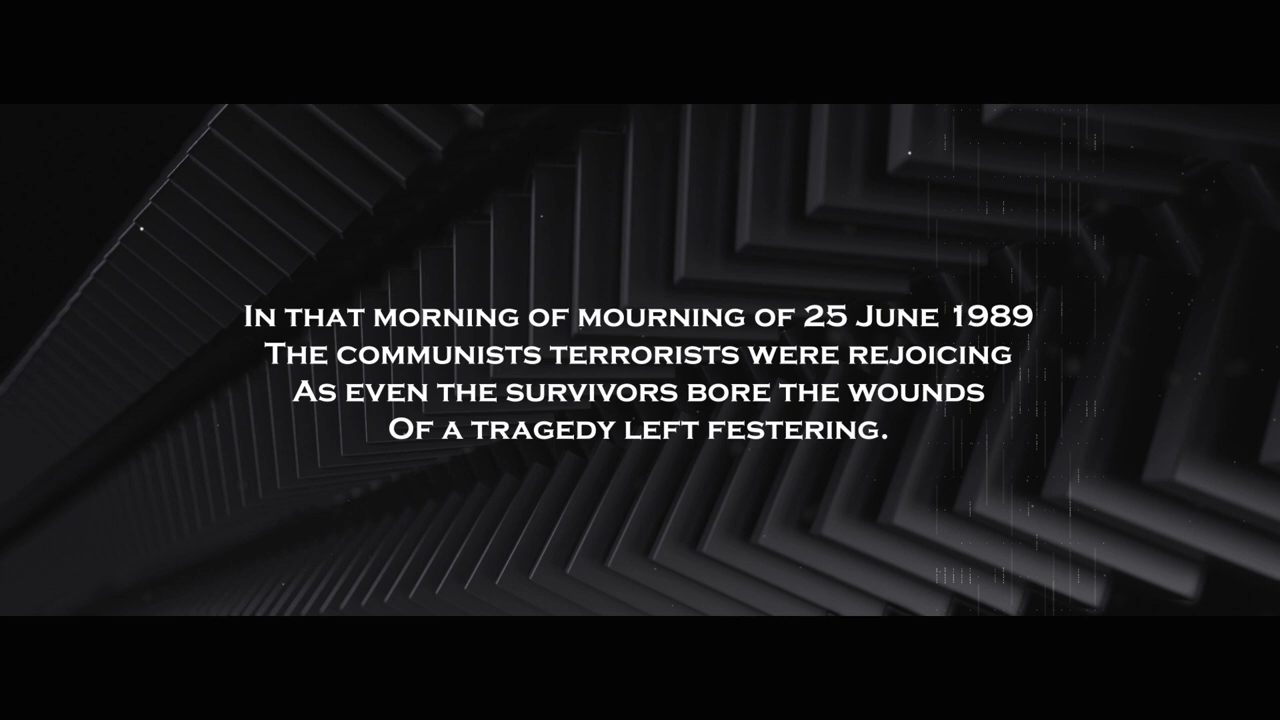 In that morning of mourning of 25 June 1989
The communists terrorists were rejoicing
As even the survivors bore the wounds
Of a tragedy left festering.